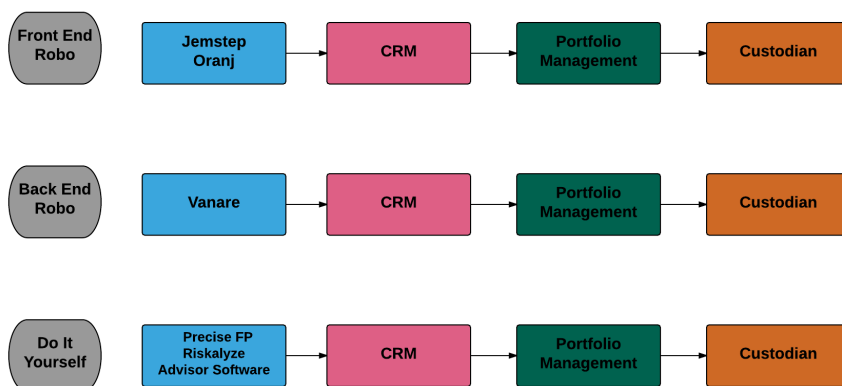 Front End
Robo
Jemstep
Oranj
CRM
Portfolio
Management
Custodian
Back End
Robo
Vanare
CRM
Portfolio
Management
Custodian
Do It
Yourself
Precise FP
Riskalyze
Advisor Software
CRM
Portfolio
Management
Custodian